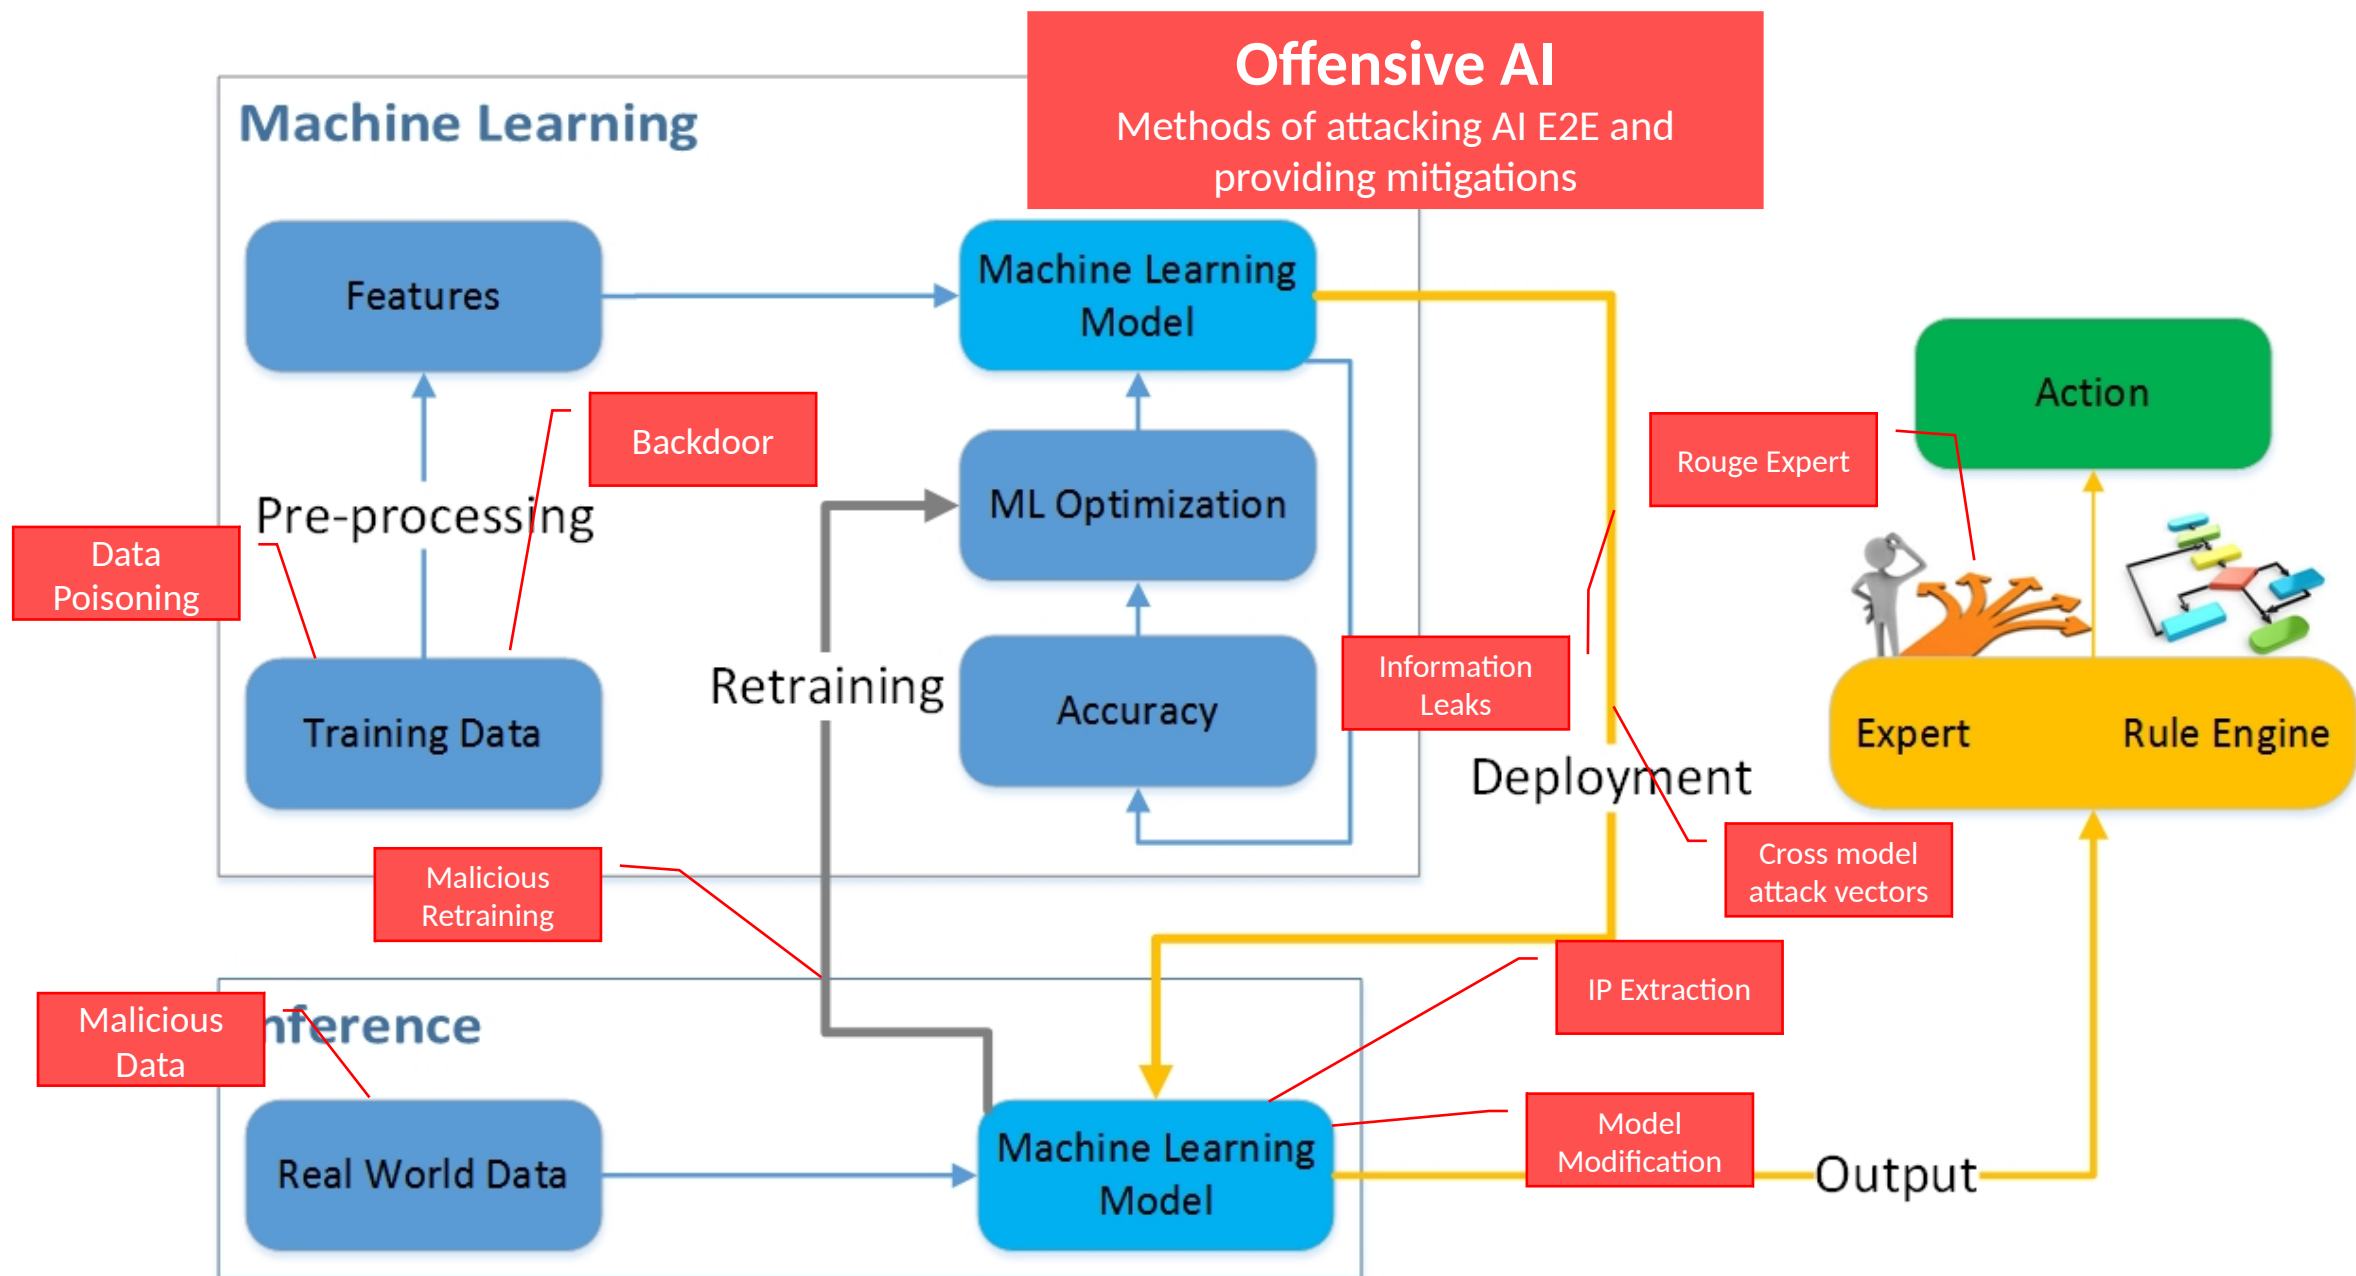 Offensive AI
Methods of attacking AI E2E and
providing mitigations
Machine Learning
Features
Machine Learning
Model
Action
Backdoor
Rouge Expert
Pre-processing
ML Optimization
Data
Poisoning
Retraining
Information
Leaks
Training Data
Accuracy
Deployment
Expert
Rule Engine
Malicious
Retraining
Cross model
attack vectors
IP Extraction
Malicious
Data
nference
Real World Data
Machine Learning
Model
Model
Modification
Output